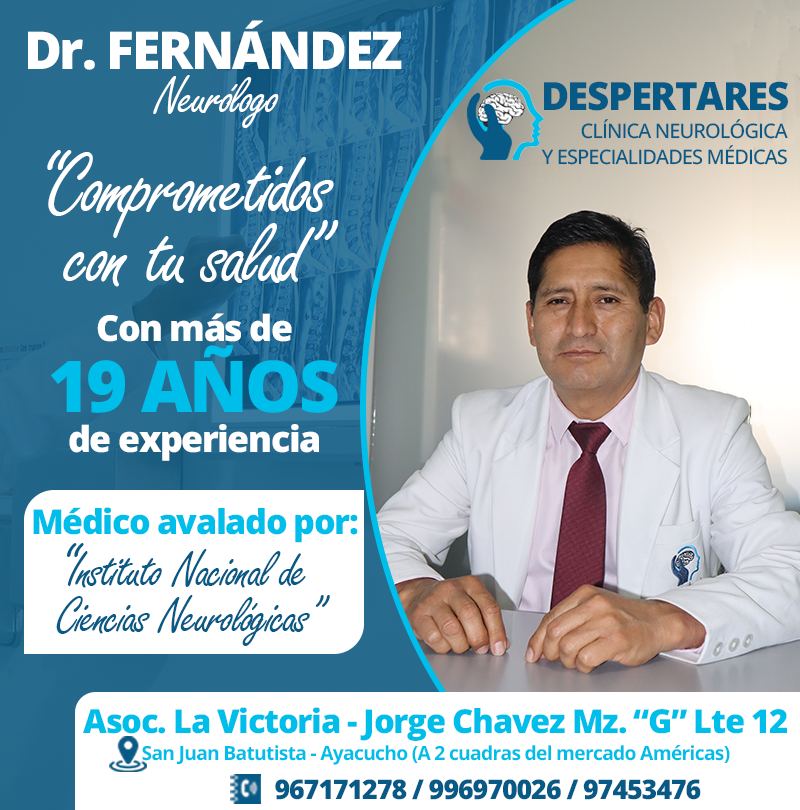 Dr. FERNÁNDEZ
Neurólogo
DESPERTARES
CLÍNICA NEUROLÓGICA
Y ESPECIALIDADES MÉDICAS
“Comprometidos
con tu salud”
Con más de
19 AÑOS
de experiencia
Médico avalado por:
“Instituto Nacional de
Ciencias Neurológicas”
Asoc. La Victoria - Jorge Chavez Mz. “G” Lte 12
San Juan Batutista - Ayacucho (A 2 cuadras del mercado Américas)
967171278 / 996970026 / 97453476